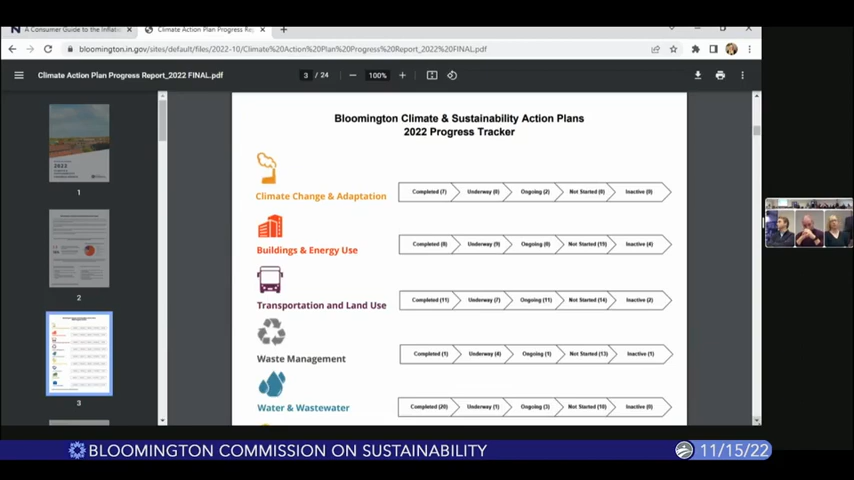 A Consumer Guide to the Inflati
Climate Action Plan Progress Rep
bloomington.in.gov/sites/default/files/2022-10/Climate%20Action%20Plan%20Progress%20Report_2022%20FINAL.pdf
Climate Action Plan Progress Report_2022 FINAL.pdf
3 / 24
100%
Bloomington Climate & Sustainability Action Plans
2022 Progress Tracker
Climate Change & Adaptation
Completed (7) Underway (0) Ongoing (2) Not Started (0) Inactive (0)
Buildings & Energy Use
Completed (8) Underway (9) Ongoing (8) Not Started (19) Inactive (4)
Transportation and Land Use
Completed (11) Underway (7) Ongoing (11) Not Started (14) Inactive (2)
Waste Management
Completed (1) Underway (4) Ongoing (1) Not Started (13) Inactive (1)
Water & Wastewater
Completed (20) Underway (1) Ongoing (3) Not Started (10) Inactive (0)
2022
1
2
3
BLOOMINGTON COMMISSION ON SUSTAINABILITY
11/15/22